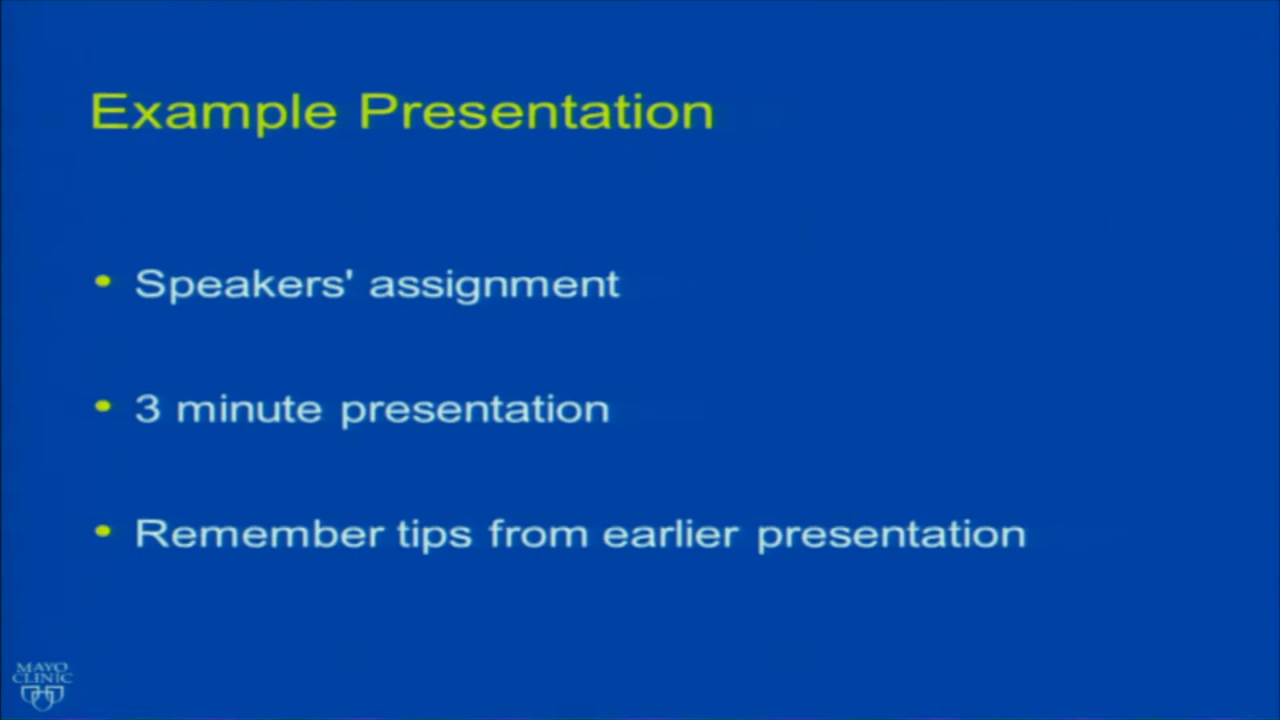 Example Presentation
• Speakers' assignment
• 3 minute presentation
• Remember tips from earlier presentation
MAYO
CLINIC